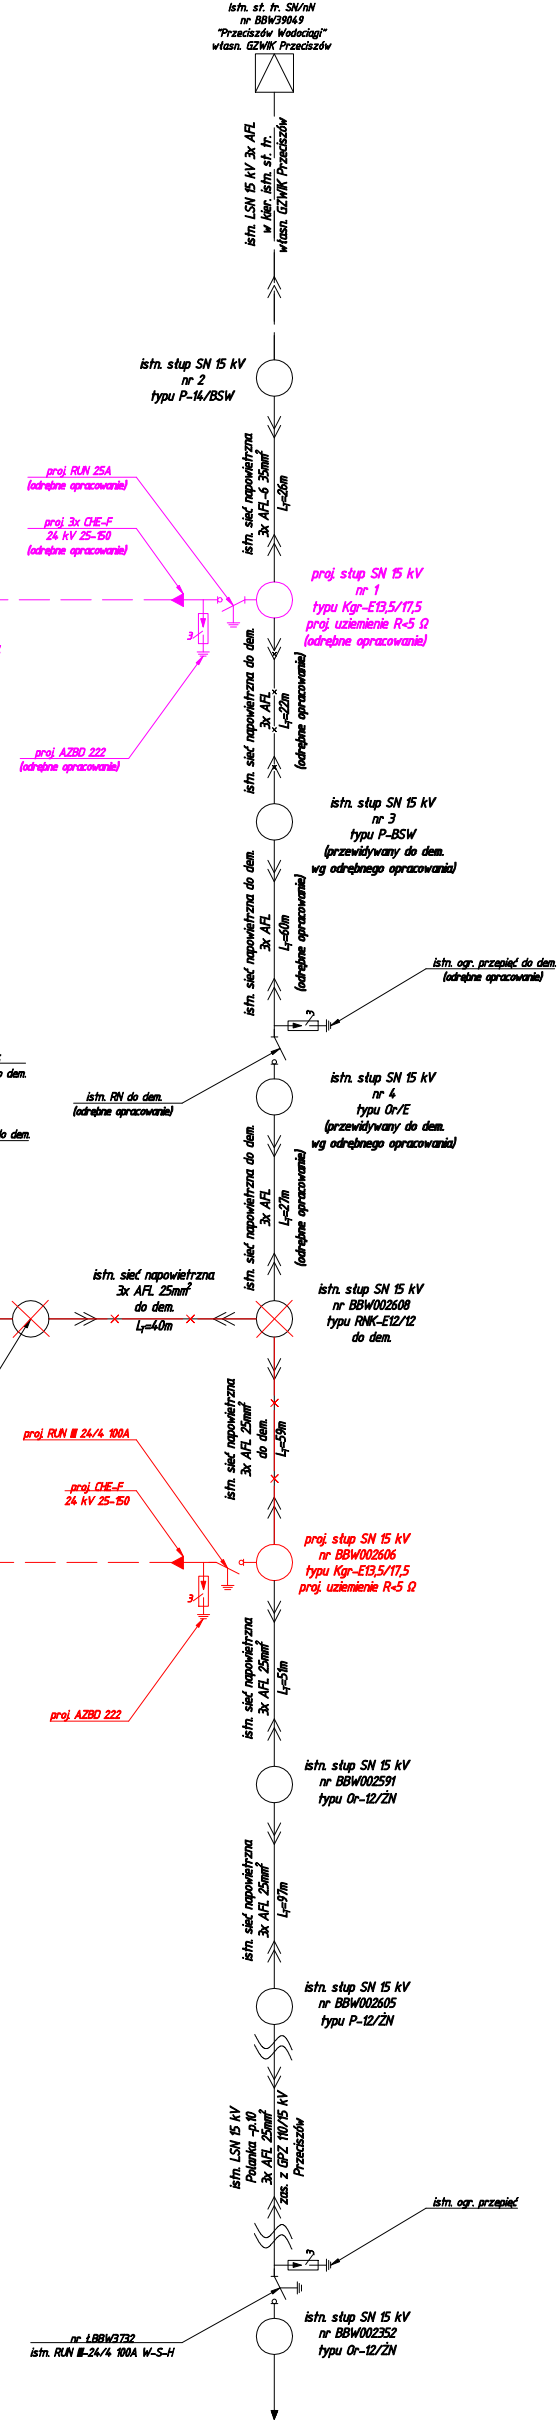 istn. st. tr. SN/nN
nr BBW39049
"Przeciszów Wodociągi"
własn. GZWIK Przeciszów
istn. LSN 15 kV 3x AFL
w kier. istn. st. tr.
własn. GZWIK Przeciszów
istn. słup SN 15 kV
nr 2
typu P-14/BSW
istn. sieć napowietrzna
3x AFL-6 35mm²
L₁=26m
proj. RUN 25A
(odrębne opracowanie)
proj. 3x CHE-F
24 kV 25-150
(odrębne opracowanie)
proj. słup SN 15 kV
nr 1
typu Kgr-E13,5/17,5
proj. uziemienie R<5 Ω
(odrębne opracowanie)
3
proj. AZBD 222
(odrębne opracowanie)
istn. sieć napowietrzna do dem.
3x AFL
L₁=22m
(odrębne opracowanie)
istn. słup SN 15 kV
nr 3
typu P-BSW
(przewidywany do dem.
wg odrębnego opracowania)
istn. sieć napowietrzna do dem.
3x AFL
L₁=60m
(odrębne opracowanie)
istn. ogr. przepięć do dem.
(odrębne opracowanie)
3
o dem.
istn. RN do dem.
(odrębne opracowanie)
istn. słup SN 15 kV
nr 4
typu Or/E
(przewidywany do dem.
wg odrębnego opracowania)
do dem.
istn. sieć napowietrzna do dem.
3x AFL
L₁=27m
(odrębne opracowanie)
istn. sieć napowietrzna
3x AFL 25mm²
do dem.
L₁=40m
istn. słup SN 15 kV
nr BBW002608
typu RNK-E12/12
do dem.
istn. sieć napowietrzna
3x AFL 25mm²
do dem.
L₁=59m
proj. RUN III 24/4 100A
proj. CHE-F
24 kV 25-150
proj. słup SN 15 kV
nr BBW002606
typu Kgr-E13,5/17,5
proj. uziemienie R<5 Ω
3
proj. AZBD 222
istn. sieć napowietrzna
3x AFL 25mm²
L₁=51m
istn. słup SN 15 kV
nr BBW002591
typu Or-12/ŻN
istn. sieć napowietrzna
3x AFL 25mm²
L₁=97m
istn. słup SN 15 kV
nr BBW002605
typu P-12/ŻN
istn. LSN 15 kV
Polanka -p.10
3x AFL 25mm²
zas. z GPZ 110/15 kV
Przeciszów
istn. ogr. przepięć
3
nr ŁBBW3732
istn. RUN III-24/4 100A W-S-H
istn. słup SN 15 kV
nr BBW002352
typu Or-12/ŻN